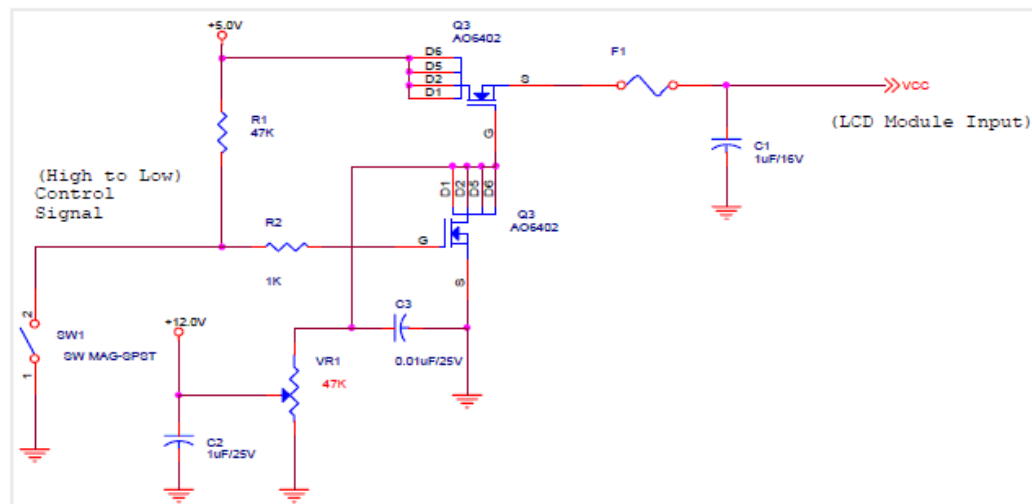 +5.0V
Q3
AO6402
D6
D5
D2
D1
S
G
F1
VCC
(LCD Module Input)
R1
47K
C1
1uF/16V
(High to Low)
Control
Signal
D1
D2
D5
D6
Q3
AO6402
R2
1K
G
S
2
SW1
SW MAG-SPST
1
+12.0V
C3
0.01uF/25V
VR1
47K
C2
1uF/25V